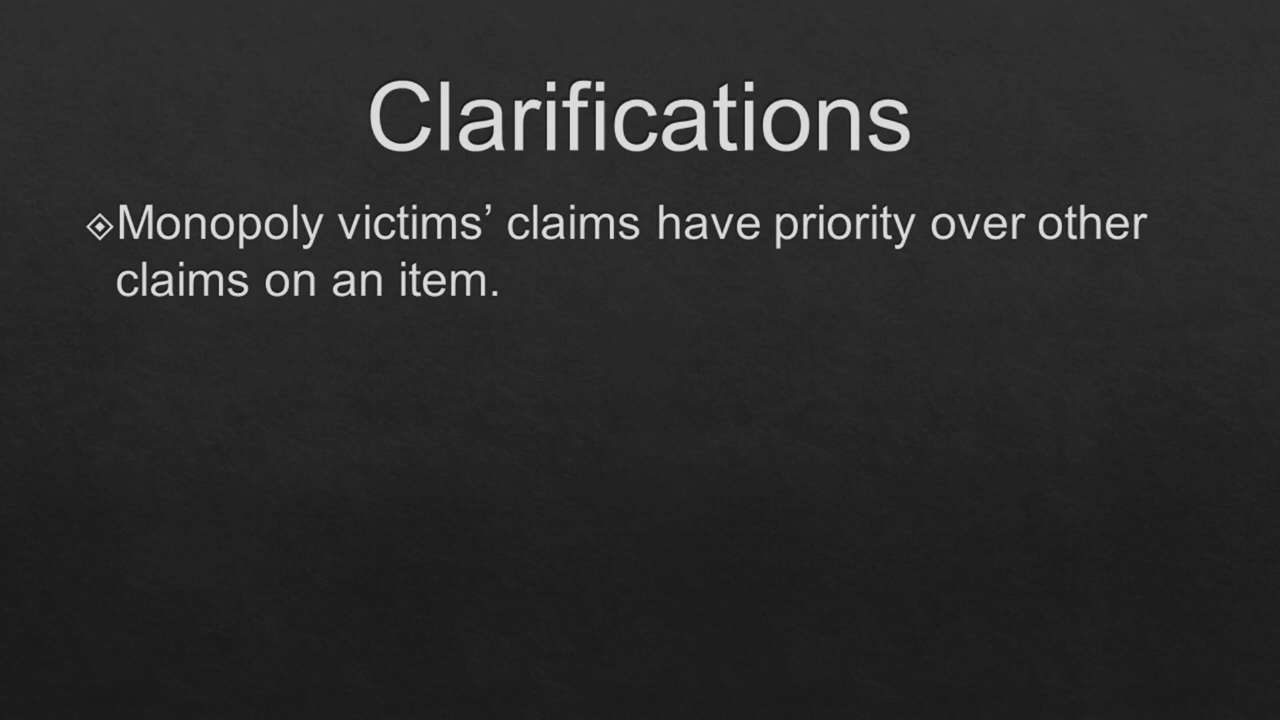 Clarifications
Monopoly victims’ claims have priority over other
claims on an item.